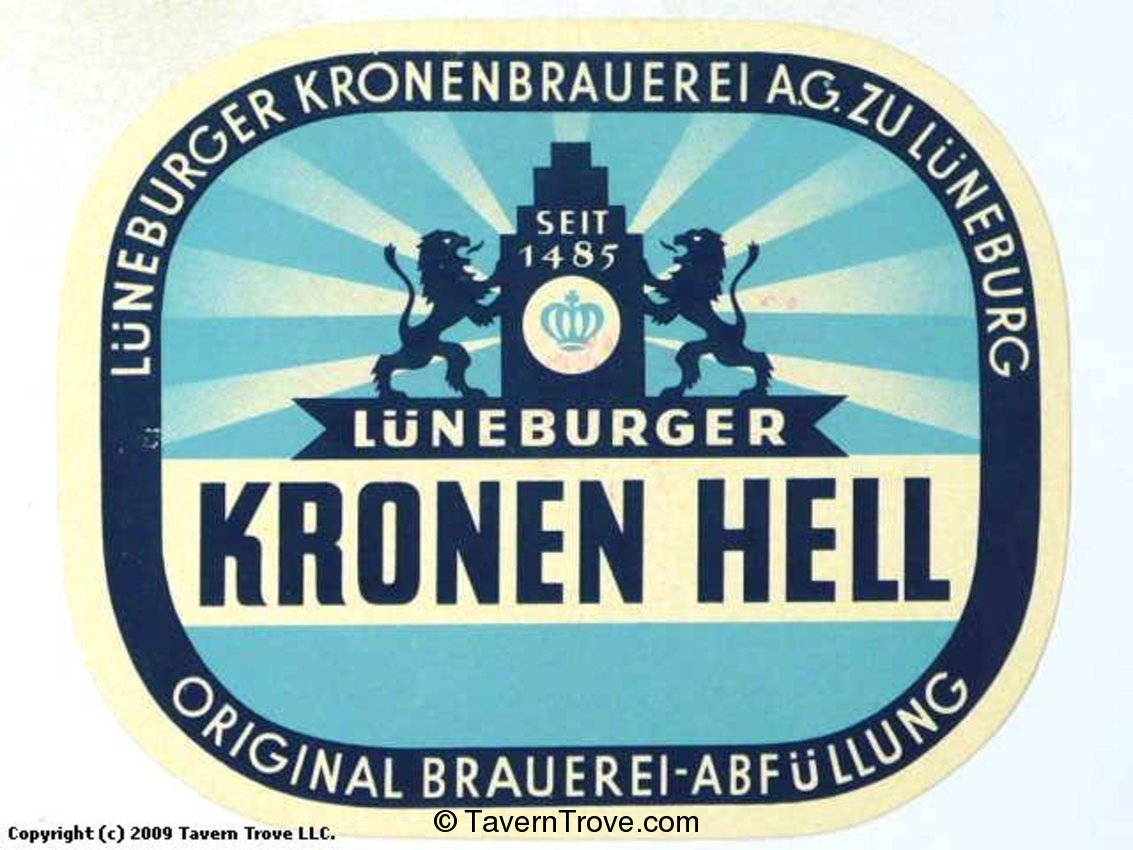 LÜNEBURGER KRONENBRAUEREI A.G. ZU LÜNEBURG
SEIT
1485
LÜNEBURGER
KRONEN HELL
ORIGINAL BRAUEREI-ABFÜLLUNG
Copyright (c) 2009 Tavern Trove LLC.
© TavernTrove.com